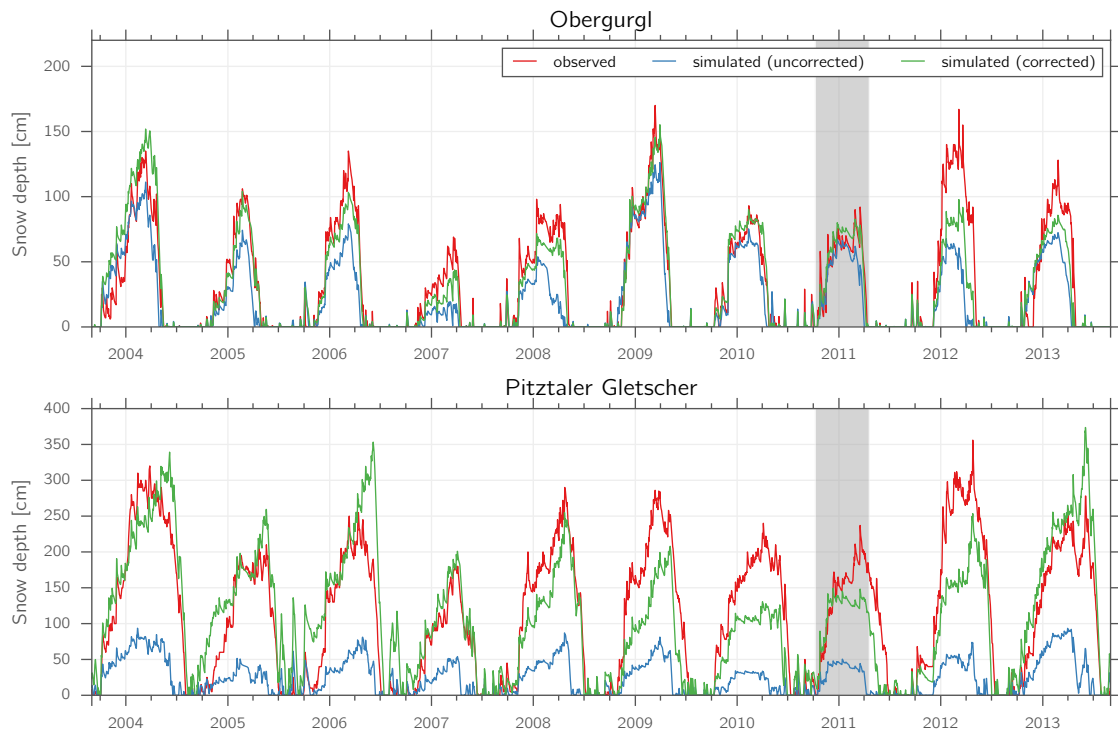 Obergurgl
observed simulated (uncorrected) simulated (corrected)
Snow depth [cm]
200
150
100
50
0
2004 2005 2006 2007 2008 2009 2010 2011 2012 2013
Pitztaler Gletscher
Snow depth [cm]
400
350
300
250
200
150
100
50
0
2004 2005 2006 2007 2008 2009 2010 2011 2012 2013